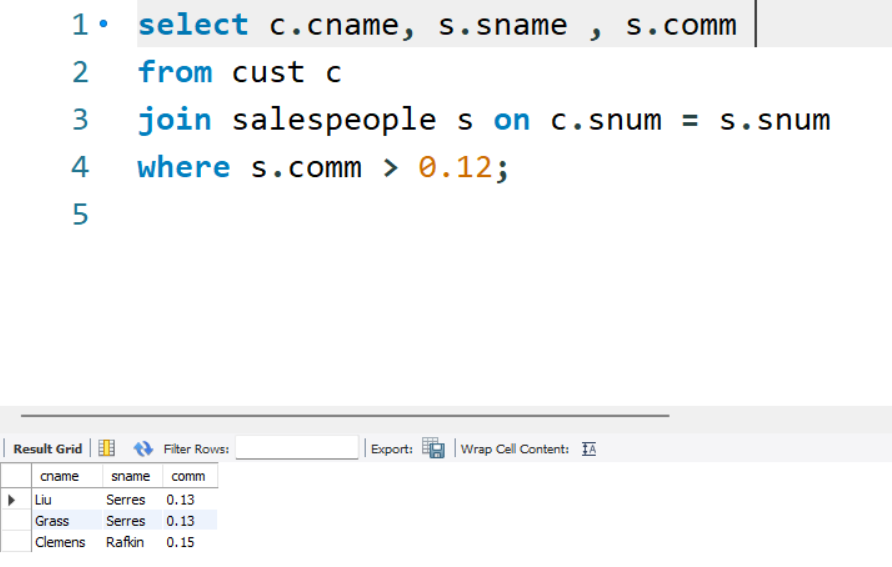 1 select c.cname, s.sname , s.comm
2 from cust c
3 join salespeople s on c.snum = s.snum
4 where s.comm > 0.12;
5
Result Grid Filter Rows: Export: Wrap Cell Content:
cname sname comm
Liu Serres 0.13
Grass Serres 0.13
Clemens Rafkin 0.15